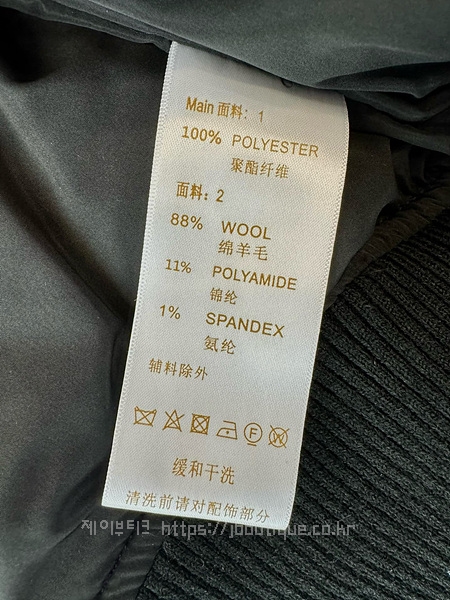 Main 面料：1
100% POLYESTER
聚酯纤维
面料：2
88% WOOL
绵羊毛
11% POLYAMIDE
锦纶
1% SPANDEX
氨纶
辅料除外
F W
缓和干洗
清洗前请对配饰部分
제이부티크 https://jboutique.co.kr